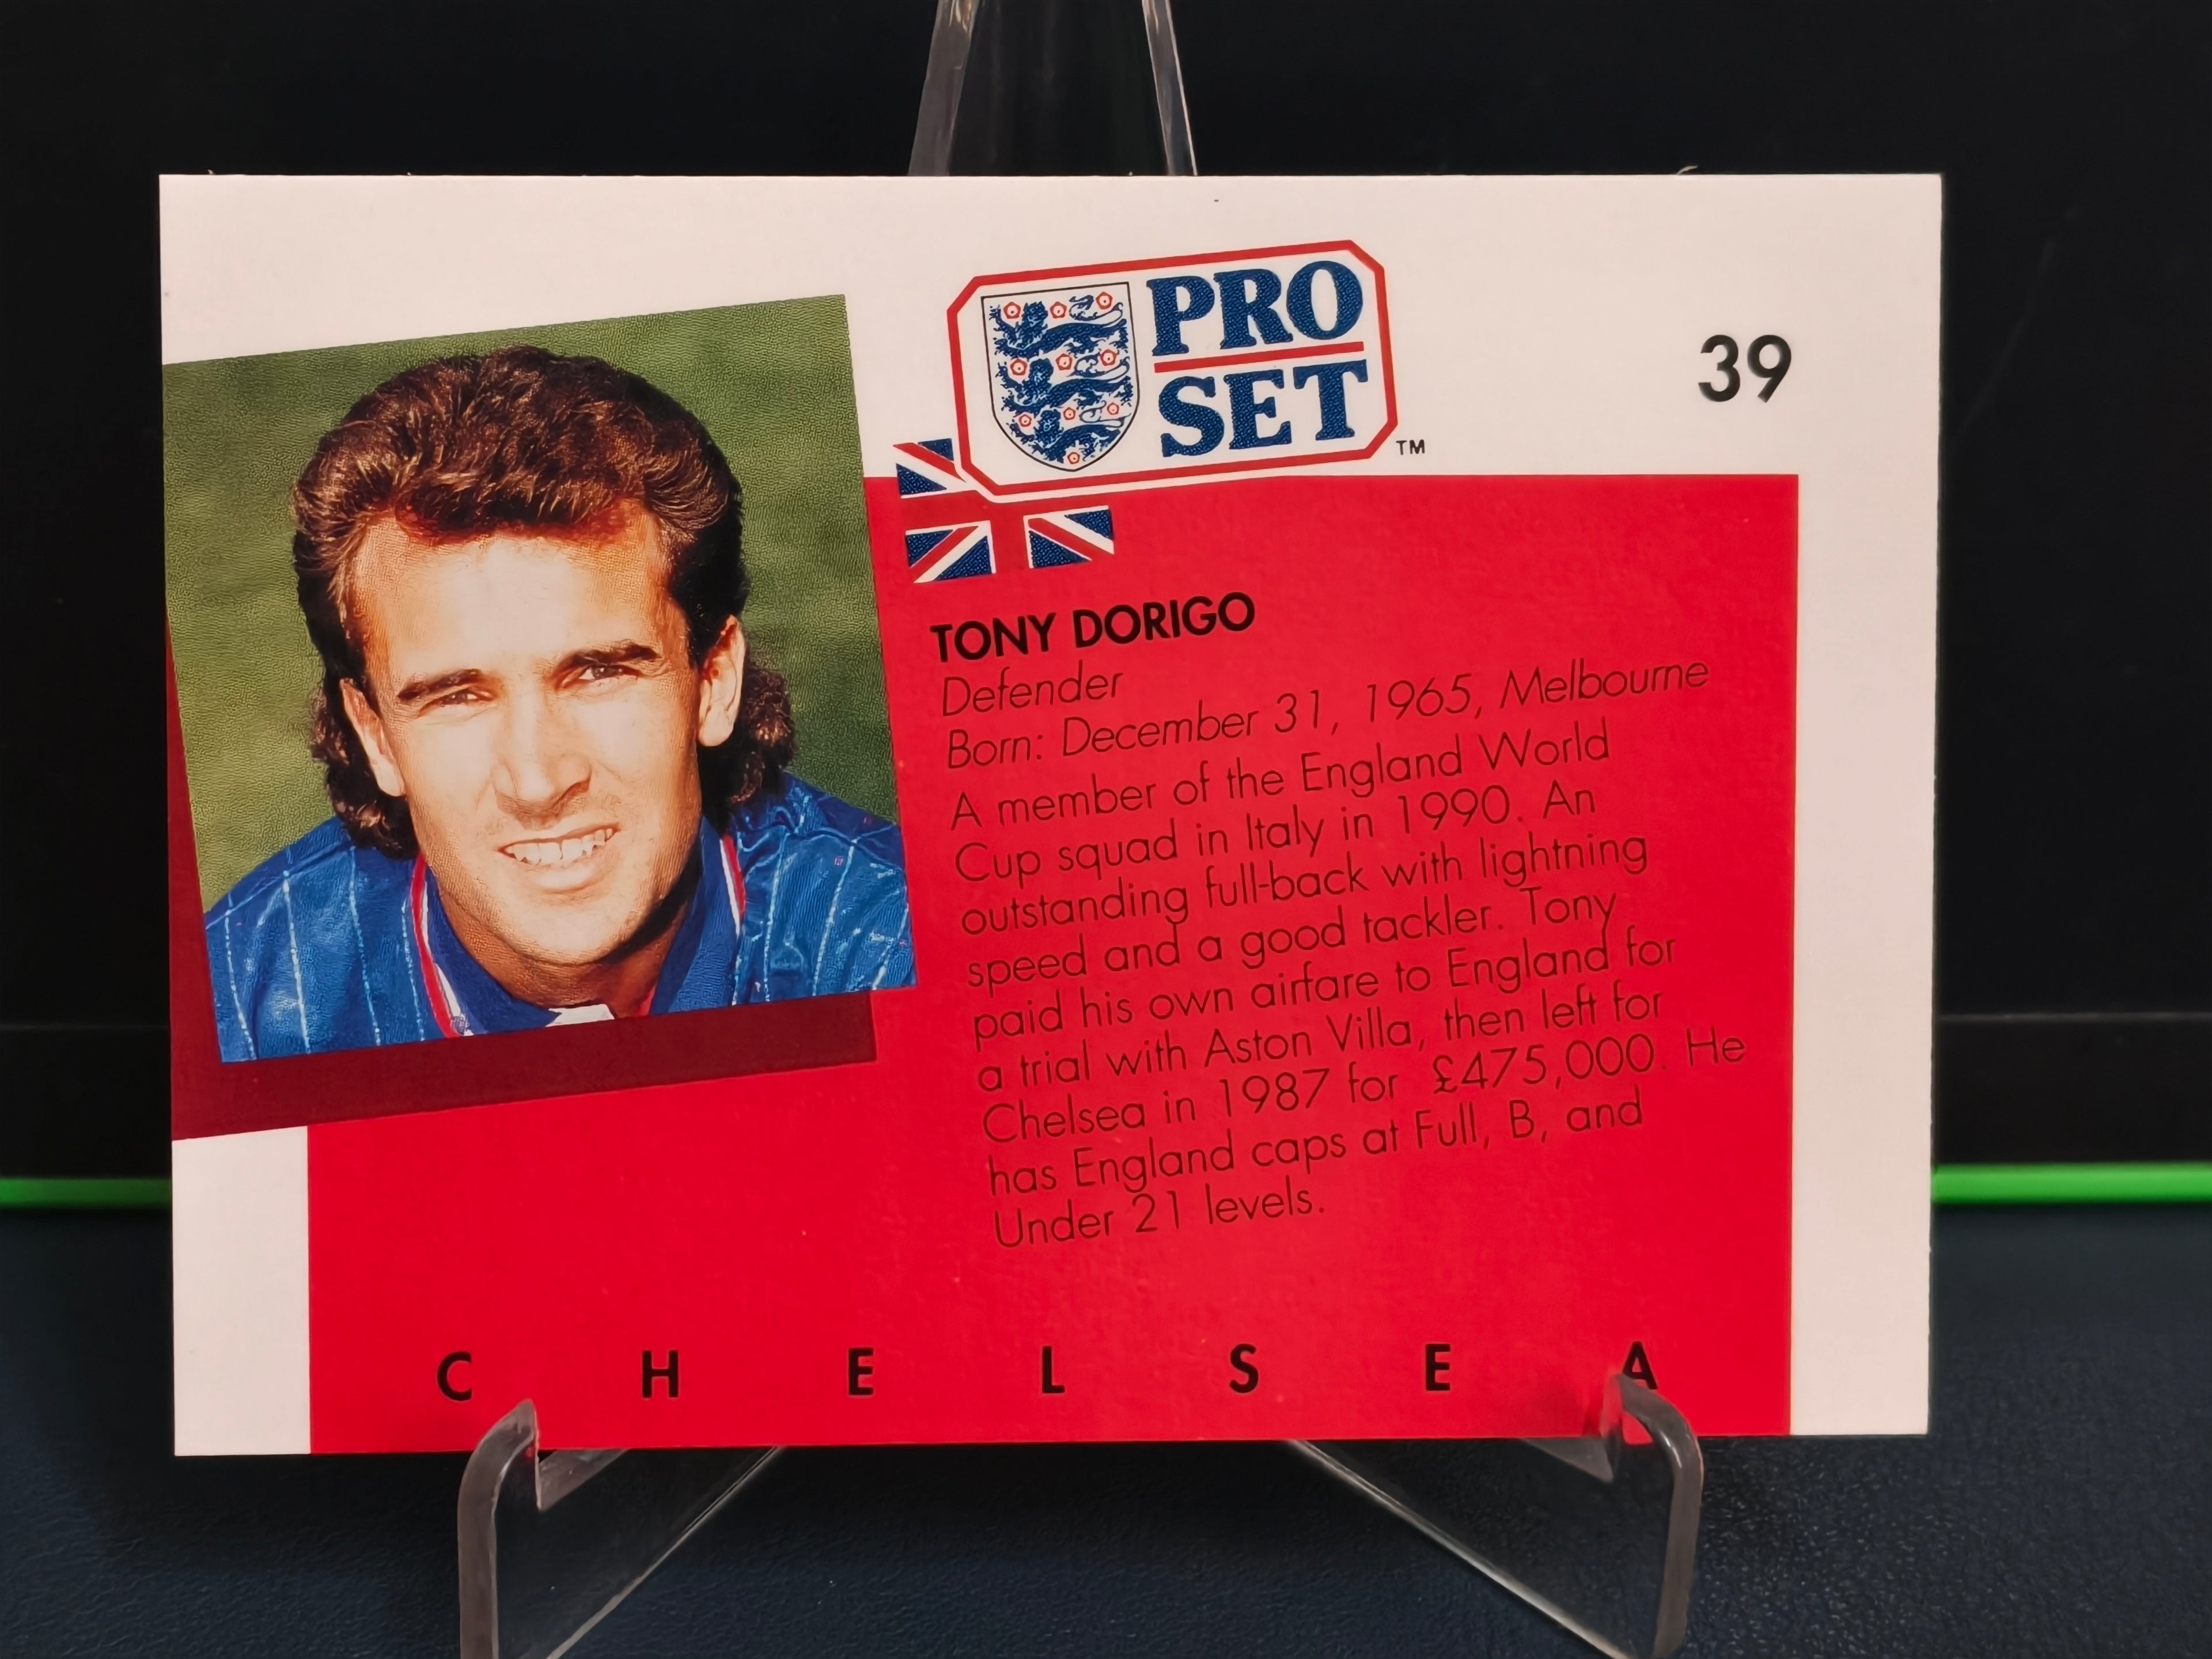 PRO
SET
TM
39
TONY DORIGO
Defender
Born: December 31, 1965, Melbourne
A member of the England World
Cup squad in Italy in 1990. An
outstanding full-back with lightning
speed and a good tackler. Tony
paid his own airfare to England for
a trial with Aston Villa, then left for
Chelsea in 1987 for £475,000. He
has England caps at Full, B, and
Under 21 levels.
CHELSEA